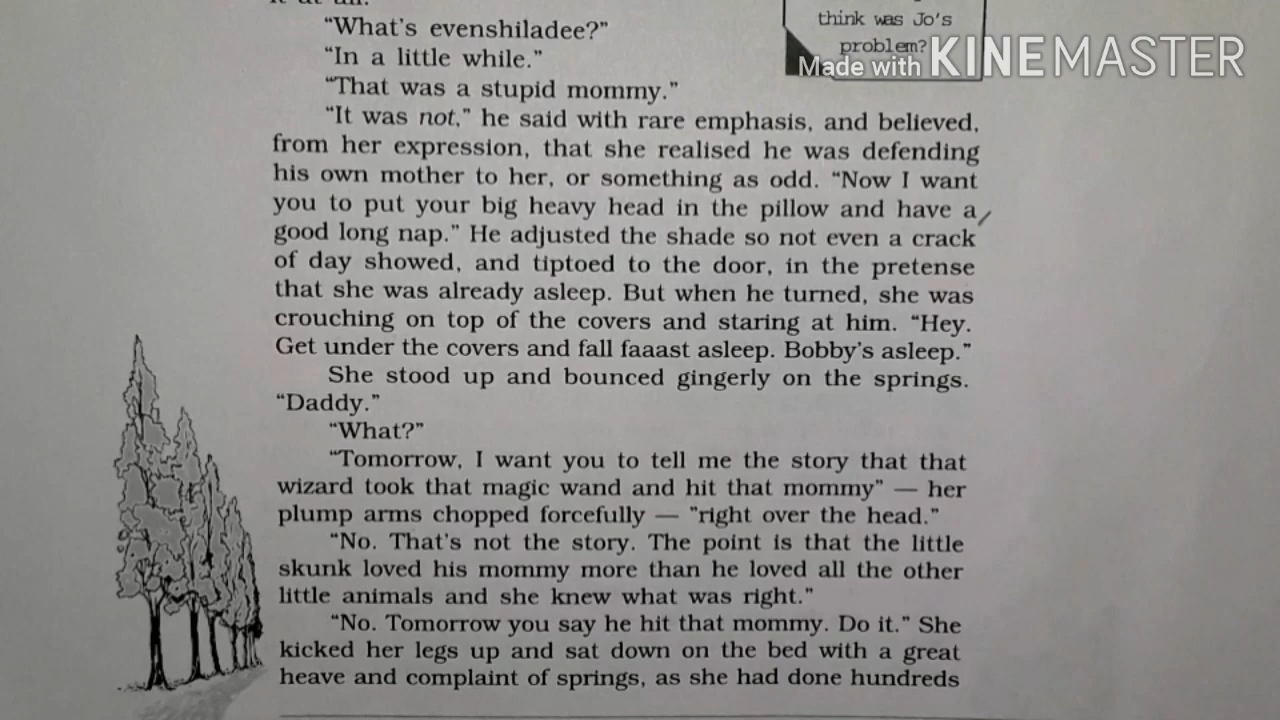 "What's evenshiladee?"
"In a little while."
"That was a stupid mommy."
"It was not," he said with rare emphasis, and believed,
from her expression, that she realised he was defending
his own mother to her, or something as odd. "Now I want
you to put your big heavy head in the pillow and have a
good long nap." He adjusted the shade so not even a crack
of day showed, and tiptoed to the door, in the pretense
that she was already asleep. But when he turned, she was
crouching on top of the covers and staring at him. "Hey.
Get under the covers and fall faaast asleep. Bobby's asleep."
She stood up and bounced gingerly on the springs.
"Daddy."
"What?"
"Tomorrow, I want you to tell me the story that that
wizard took that magic wand and hit that mommy" — her
plump arms chopped forcefully — "right over the head."
"No. That's not the story. The point is that the little
skunk loved his mommy more than he loved all the other
little animals and she knew what was right."
"No. Tomorrow you say he hit that mommy. Do it." She
kicked her legs up and sat down on the bed with a great
heave and complaint of springs, as she had done hundreds
think was Jo's
problem?
Made with KINEMASTER